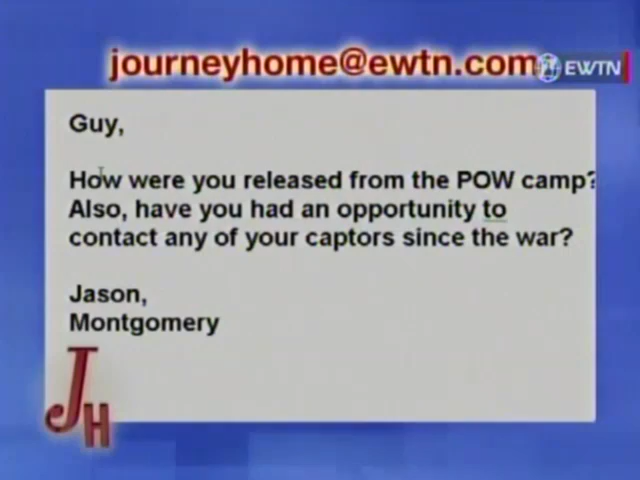 journeyhome@ewtn.com
EWTN
Guy,
How were you released from the POW camp?
Also, have you had an opportunity to
contact any of your captors since the war?
Jason,
Montgomery
JH